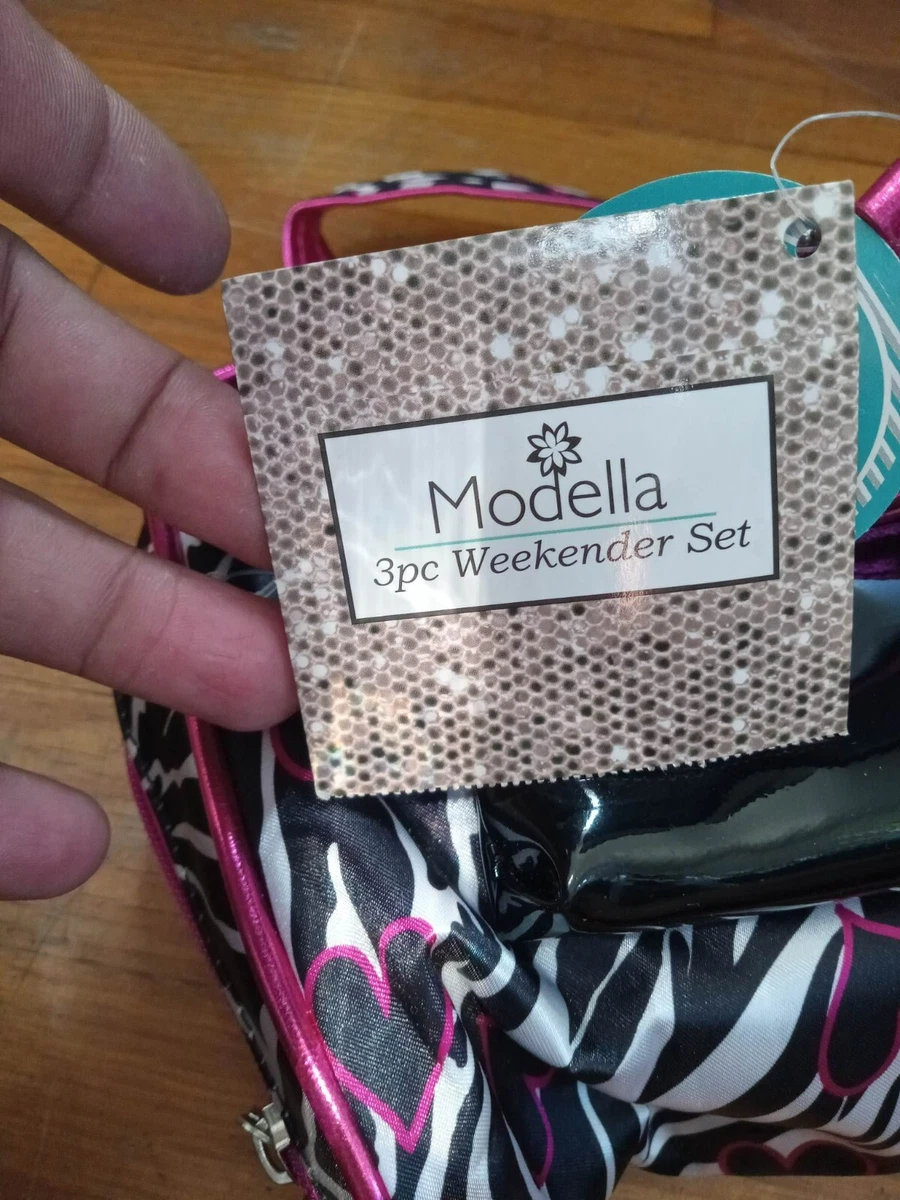 Modella
3pc Weekender Set